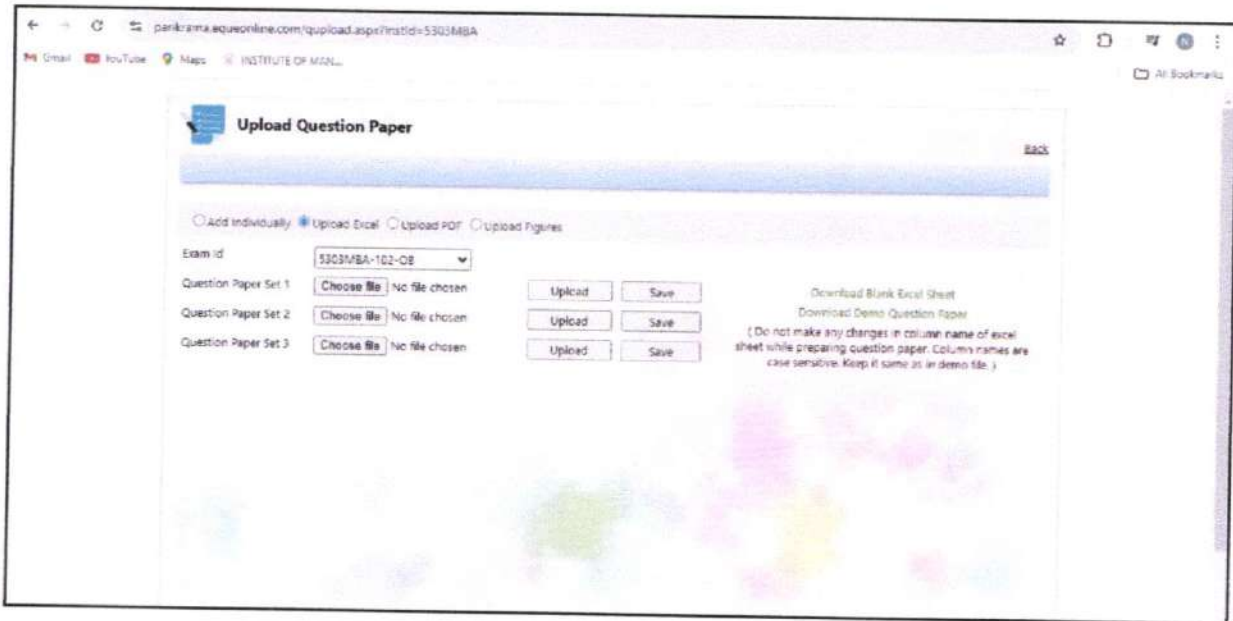 parikrama.equeonline.com/qupload.aspx?instid=5303MBA
Gmail YouTube Maps INSTITUTE OF MAN...
All Bookmarks
Upload Question Paper
Back
Add Individually Upload Excel Upload PDF Upload Figures
Exam Id 5303MBA-102-OB
Question Paper Set 1 Choose file No file chosen Upload Save
Question Paper Set 2 Choose file No file chosen Upload Save
Question Paper Set 3 Choose file No file chosen Upload Save
Download Blank Excel Sheet
Download Demo Question Paper
( Do not make any changes in column name of excel
sheet while preparing question paper. Column names are
case sensitive. Keep it same as in demo file. )